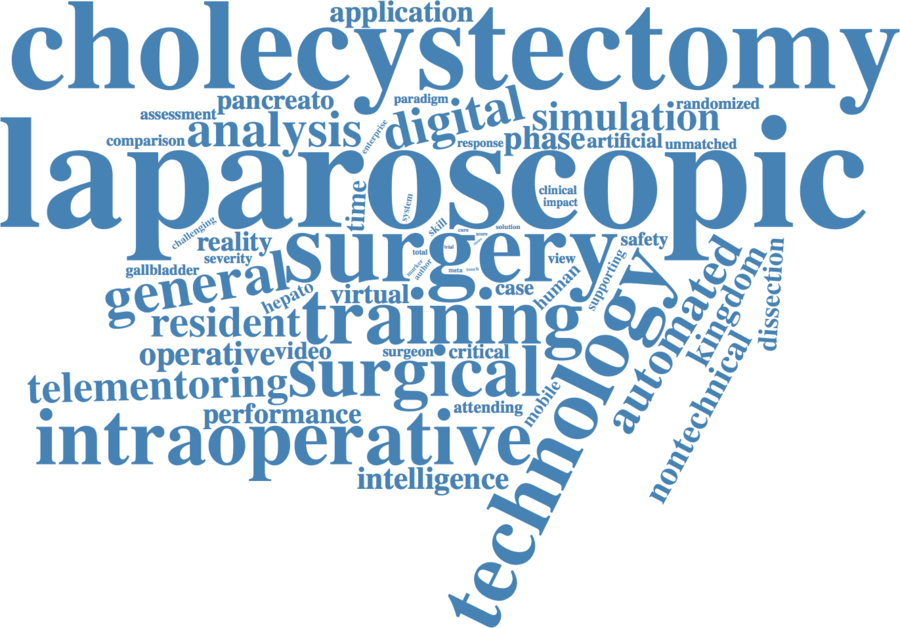 application
cholecystectomy
pancreato
paradigm
digital
randomized
assessment
analysis
enterprise
simulation
comparison
response
phase
artificial
unmatched
laparoscopic
time
system
clinical
impact
challenging
skill
care
solution
reality
surgery
total
trial
safety
severity
view
gallbladder
author
meta
general
hepato
virtual
case
human
supporting
technology
automated
kingdom
dissection
resident
training
operative
video
surgeon
critical
nontechnical
telementoring
surgical
mobile
performance
attending
intraoperative
intelligence